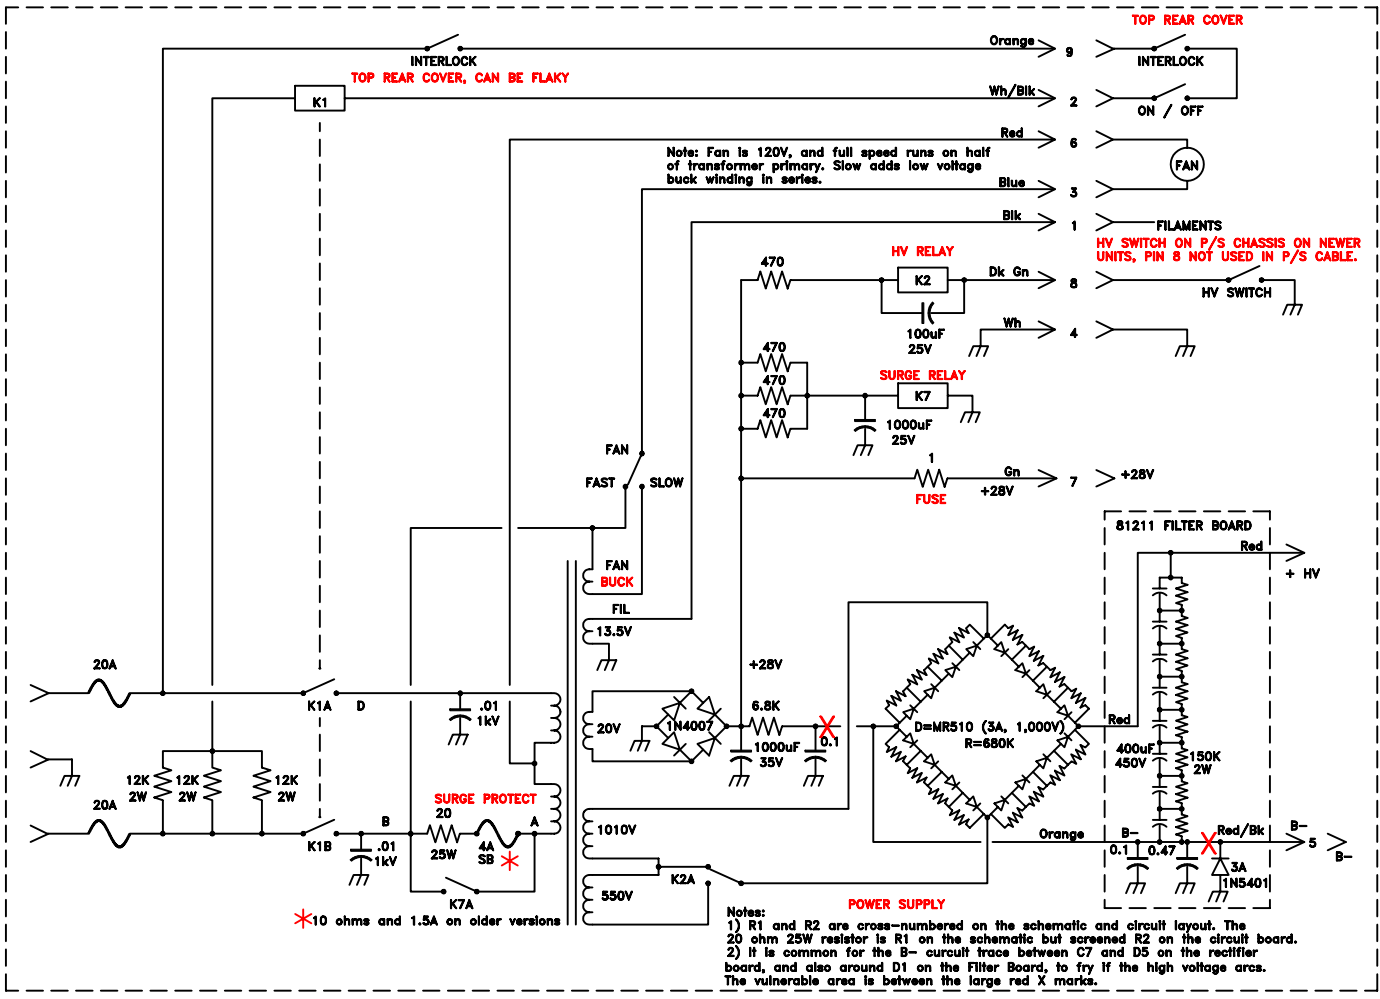 TOP REAR COVER
Orange
9
INTERLOCK
INTERLOCK
TOP REAR COVER, CAN BE FLAKY
K1
Wh/Blk
2
ON / OFF
Red
6
Note: Fan is 120V, and full speed runs on half
of transformer primary. Slow adds low voltage
buck winding in series.
FAN
Blue
3
Blk
1
FILAMENTS
HV SWITCH ON P/S CHASSIS ON NEWER
UNITS, PIN 8 NOT USED IN P/S CABLE.
HV RELAY
470
K2
Dk Gn
8
HV SWITCH
100uF
25V
Wh
4
470
470
470
SURGE RELAY
K7
1000uF
25V
FAN
FAST
SLOW
1
FUSE
Gn
+28V
7
+28V
81211 FILTER BOARD
Red
+ HV
FAN
BUCK
FIL
13.5V
20A
K1A
D
.01
1kV
20V
1N4007
+28V
6.8K
1000uF
35V
0.1
D=MR510 (3A, 1,000V)
R=680K
Red
400uF
450V
150K
2W
12K
2W
12K
2W
12K
2W
20A
K1B
B
.01
1kV
SURGE PROTECT
20
25W
4A
SB
A
K7A
1010V
550V
K2A
Orange
B-
0.1
0.47
Red/Bk
B-
5
B-
3A
1N5401
10 ohms and 1.5A on older versions
POWER SUPPLY
Notes:
1) R1 and R2 are cross-numbered on the schematic and circuit layout. The
20 ohm 25W resistor is R1 on the schematic but screened R2 on the circuit board.
2) It is common for the B- curcuit trace between C7 and D5 on the rectifier
board, and also around D1 on the Filter Board, to fry if the high voltage arcs.
The vulnerable area is between the large red X marks.